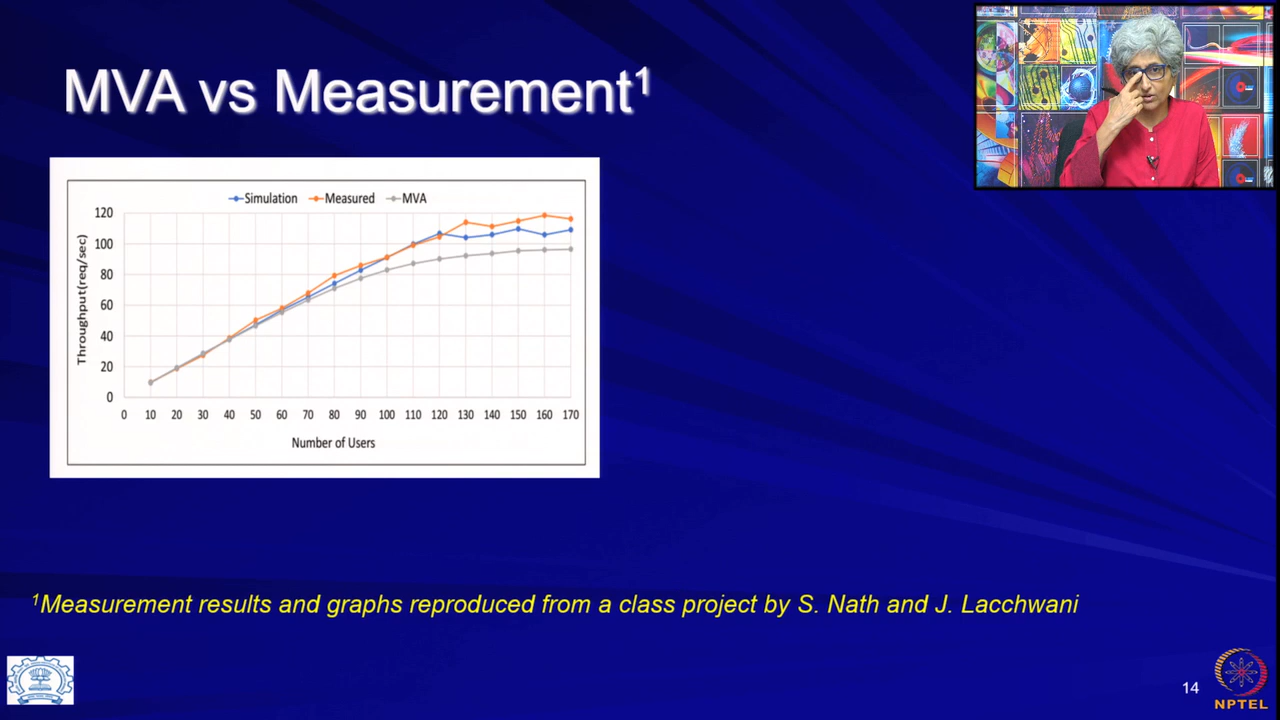 MVA vs Measurement¹
Simulation Measured MVA
120
100
80
60
40
20
0
Throughput(req/sec)
0 10 20 30 40 50 60 70 80 90 100 110 120 130 140 150 160 170
Number of Users
¹Measurement results and graphs reproduced from a class project by S. Nath and J. Lacchwani
14
NPTEL